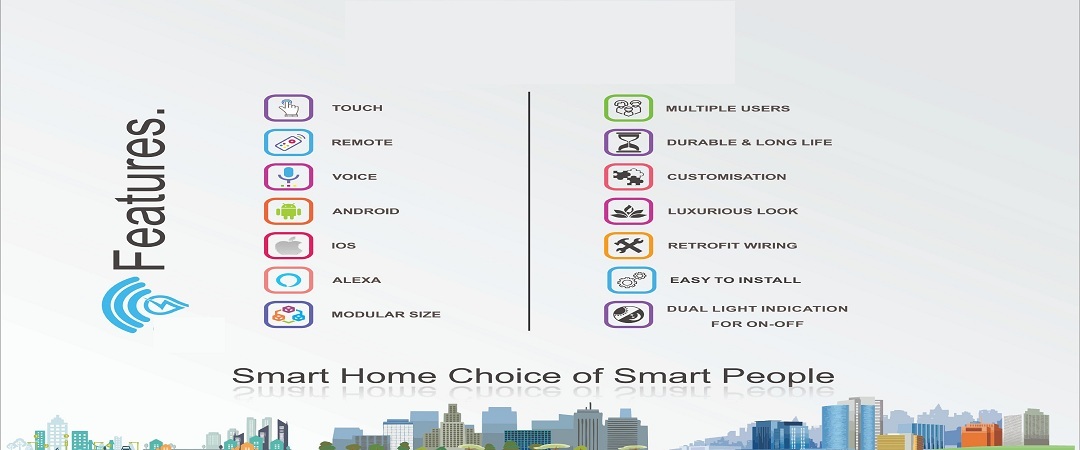 Features.
TOUCH
REMOTE
VOICE
ANDROID
IOS
ALEXA
MODULAR SIZE
MULTIPLE USERS
DURABLE & LONG LIFE
CUSTOMISATION
LUXURIOUS LOOK
RETROFIT WIRING
EASY TO INSTALL
DUAL LIGHT INDICATION
FOR ON-OFF
Smart Home Choice of Smart People